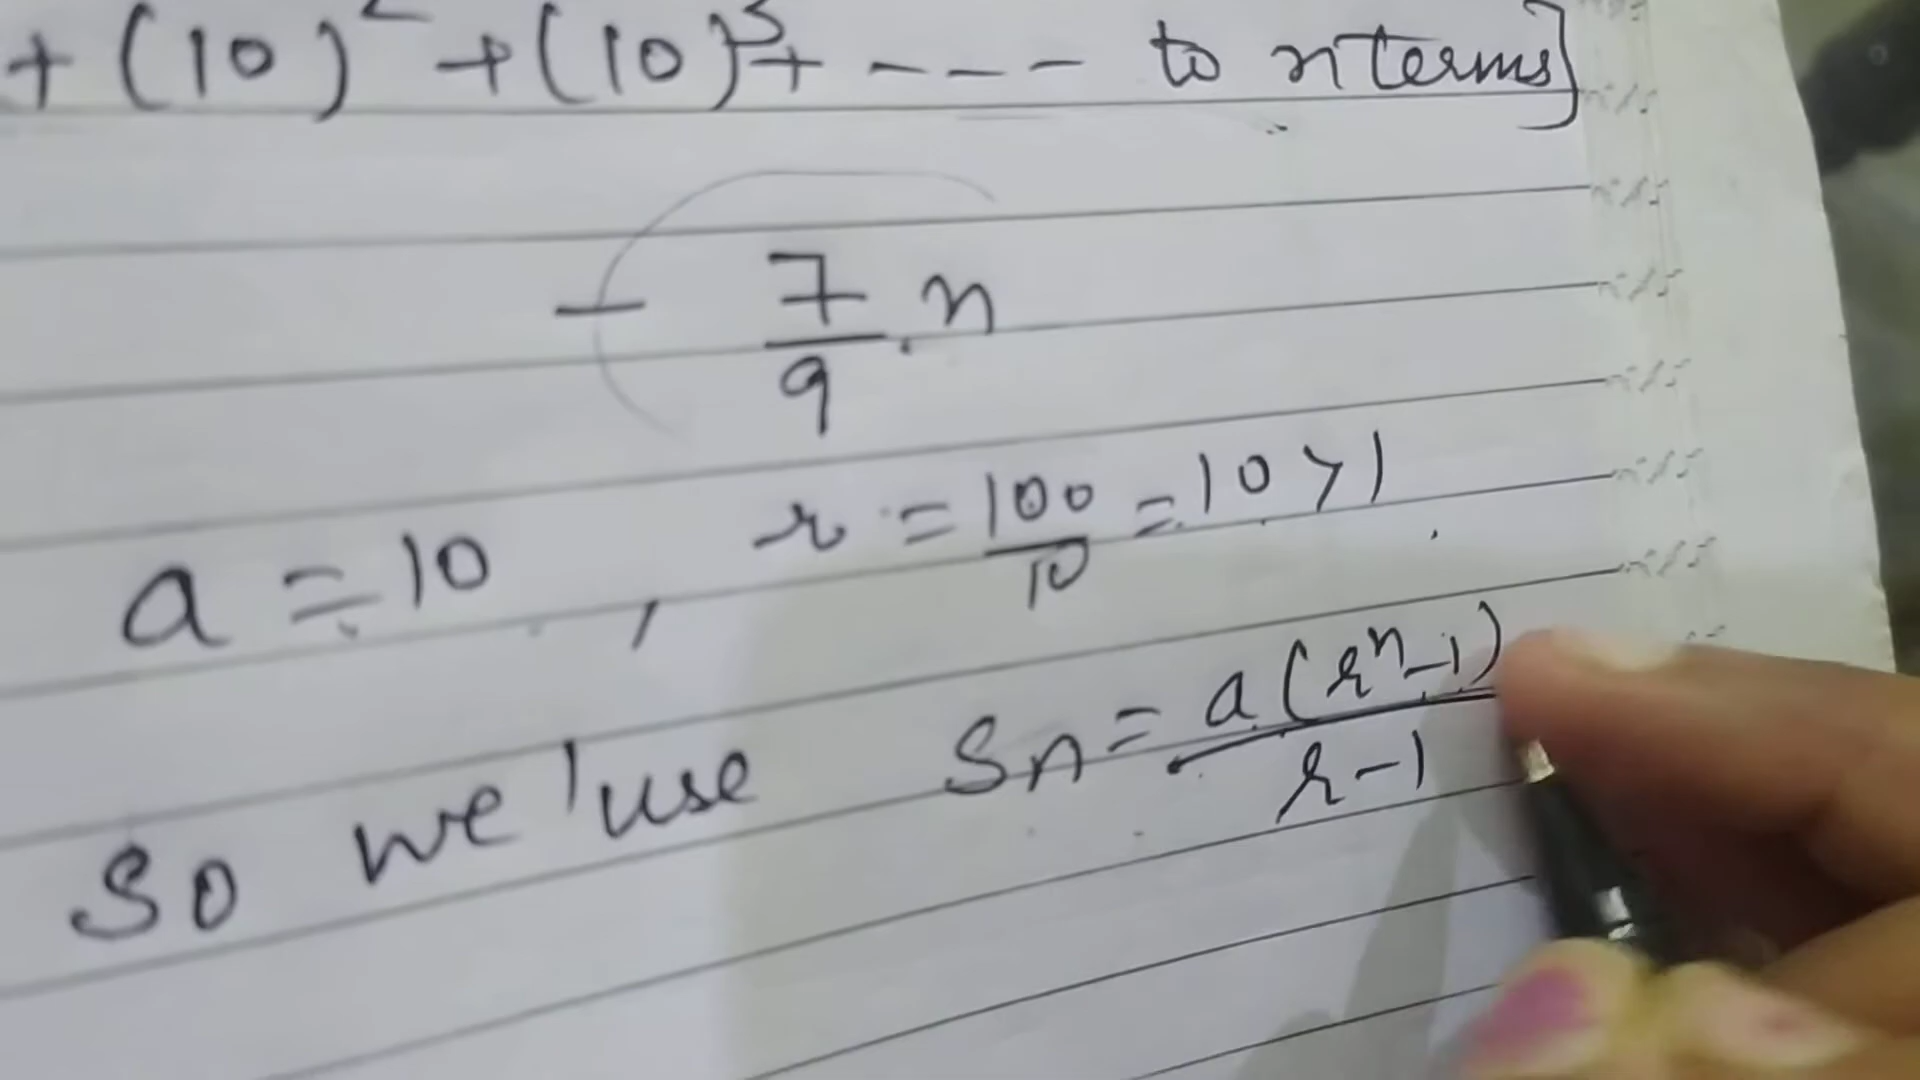 + (10)² + (10)³ + - - - to n terms]
- 7/9 . n
a = 10 , r = 100/10 = 10 > 1
So we use Sn = a(r^n - 1)/r - 1